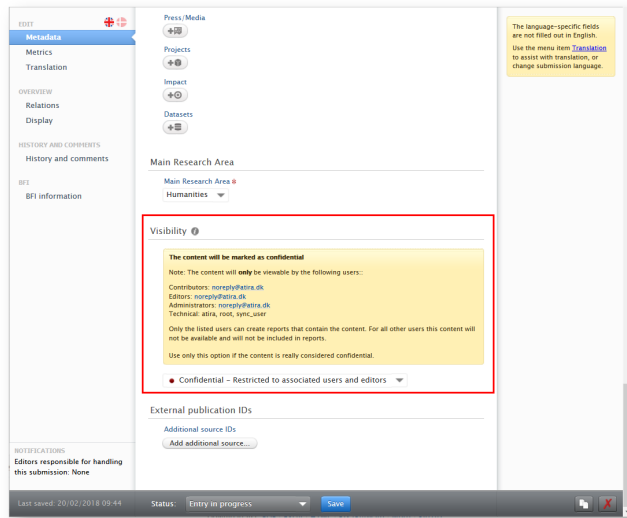 EDIT
Metadata
Metrics
Translation
OVERVIEW
Relations
Display
HISTORY AND COMMENTS
History and comments
BFI
BFI information
NOTIFICATIONS
Editors responsible for handling
this submission: None
Press/Media
Projects
Impact
Datasets
Main Research Area
Main Research Area *
Humanities
Visibility
The content will be marked as confidential
Note: The content will only be viewable by the following users::
Contributors: noreply@atira.dk
Editors: noreply@atira.dk
Administrators: noreply@atira.dk
Technical: atira, root, sync_user
Only the listed users can create reports that contain the content. For all other users this content will
not be available and will not be included in reports.
Use only this option if the content is really considered confidential.
Confidential – Restricted to associated users and editors
External publication IDs
Additional source IDs
Add additional source...
The language-specific fields
are not filled out in English.
Use the menu item Translation
to assist with translation, or
change submission language.
Last saved: 20/02/2018 09:44
Status: Entry in progress
Save